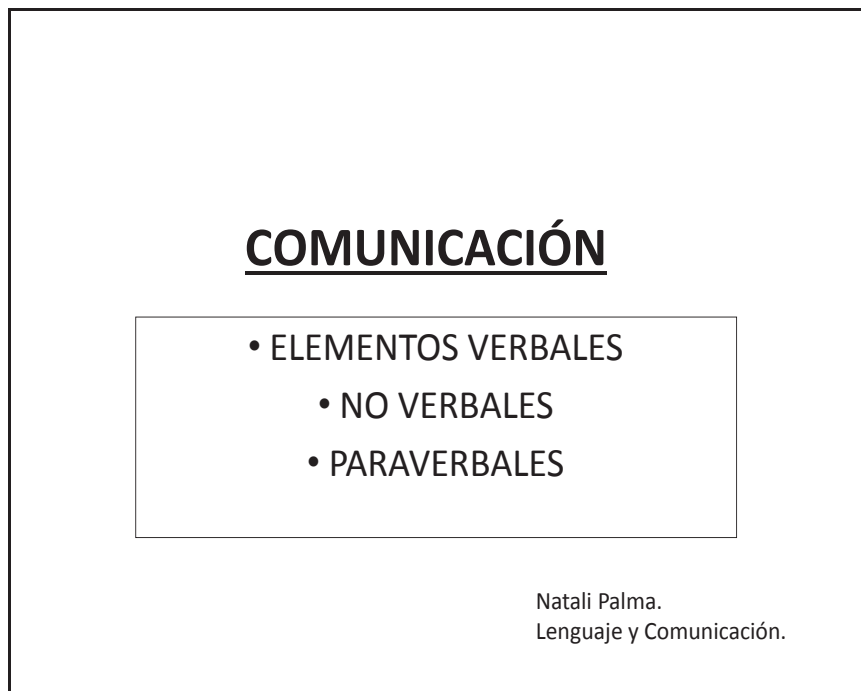 COMUNICACIÓN
• ELEMENTOS VERBALES
• NO VERBALES
• PARAVERBALES
Natali Palma.
Lenguaje y Comunicación.